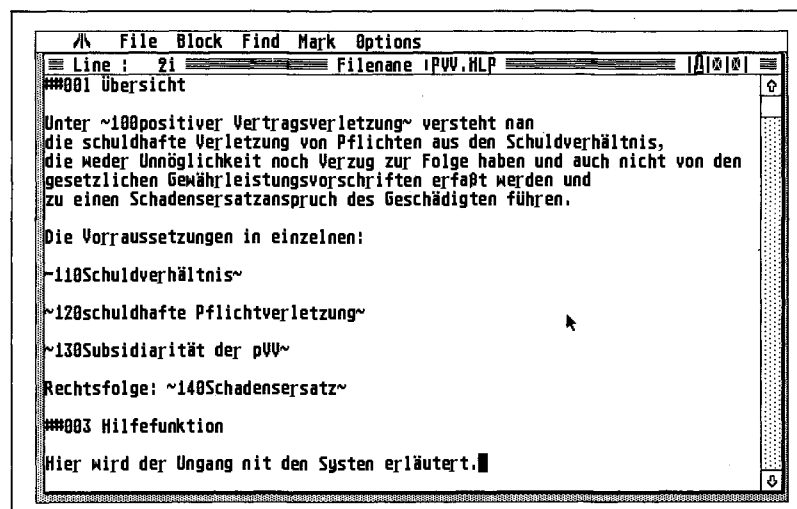 File Block Find Mark Options
Line : 21 Filename :PVV.HLP
##001 Übersicht
Unter ~100positiver Vertragsverletzung~ versteht man
die schuldhafte Verletzung von Pflichten aus dem Schuldverhältnis,
die weder Unmöglichkeit noch Verzug zur Folge haben und auch nicht von den
gesetzlichen Gewährleistungsvorschriften erfaßt werden und
zu einem Schadensersatzanspruch des Geschädigten führen.
Die Vorraussetzungen im einzelnen:
~110Schuldverhältnis~
~120schuldhafte Pflichtverletzung~
~130Subsidiarität der pVV~
Rechtsfolge: ~140Schadensersatz~
##003 Hilfefunktion
Hier wird der Umgang mit dem System erläutert.